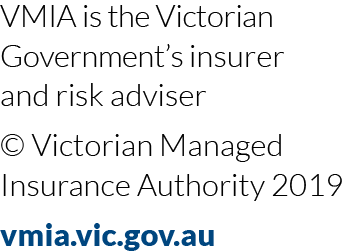 VMIA is the Victorian
Government’s insurer
and risk adviser
© Victorian Managed
Insurance Authority 2019
vmia.vic.gov.au